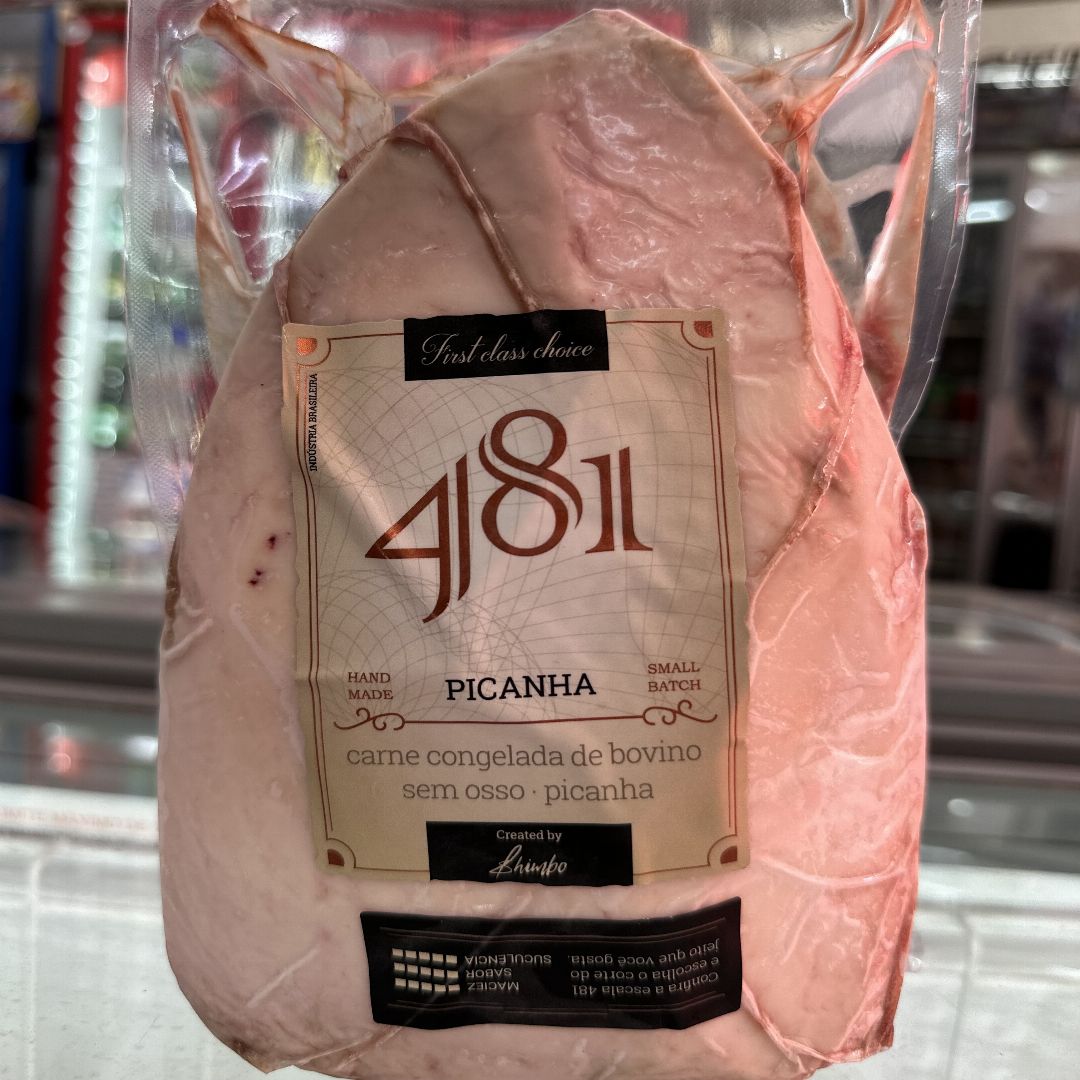 First class choice
INDÚSTRIA BRASILEIRA
481
HAND
MADE
PICANHA
SMALL
BATCH
carne congelada de bovino
sem osso · picanha
Created by
Bhimbo
Confira a escala 481
e escolha o corte do
jeito que você gosta.
MACIEZ
SABOR
SUCULÊNCIA